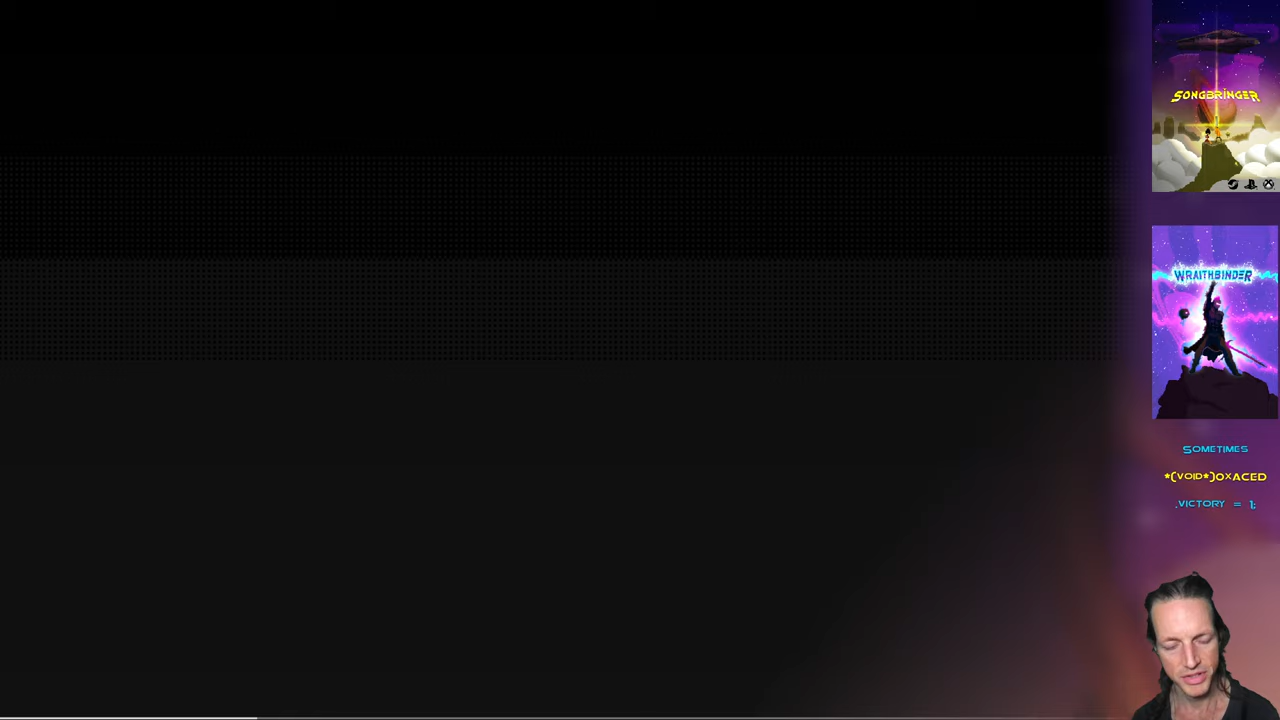 SONGBRINGER
WRAITHBINDER
SOMETIMES
*(VOID*)0XACED
.VICTORY = 1;